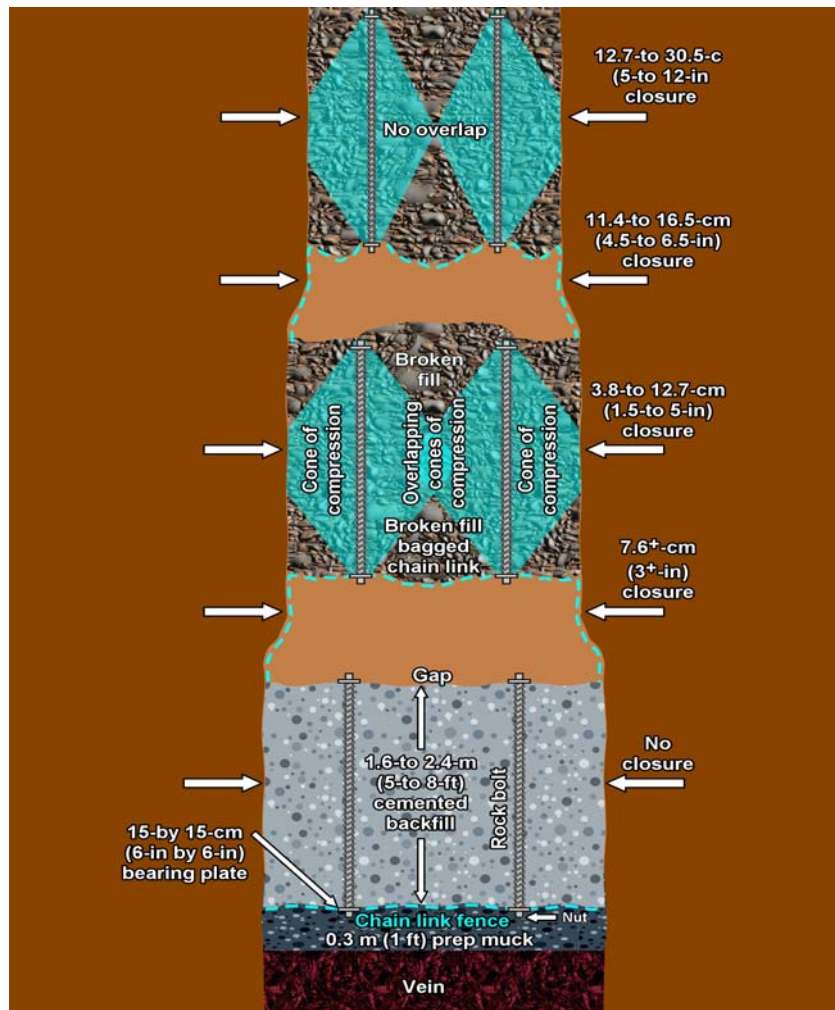 12.7-to 30.5-c
(5-to 12-in
closure
No overlap
11.4-to 16.5-cm
(4.5-to 6.5-in)
closure
Broken
fill
3.8-to 12.7-cm
(1.5-to 5-in)
closure
Cone of
compression
Overlapping
cones of
compression
Cone of
compression
Broken fill
bagged
chain link
7.6+-cm
(3+-in)
closure
Gap
1.6-to 2.4-m
(5-to 8-ft)
cemented
backfill
Rock bolt
No
closure
15-by 15-cm
(6-in by 6-in)
bearing plate
Chain link fence
Nut
0.3 m (1 ft) prep muck
Vein